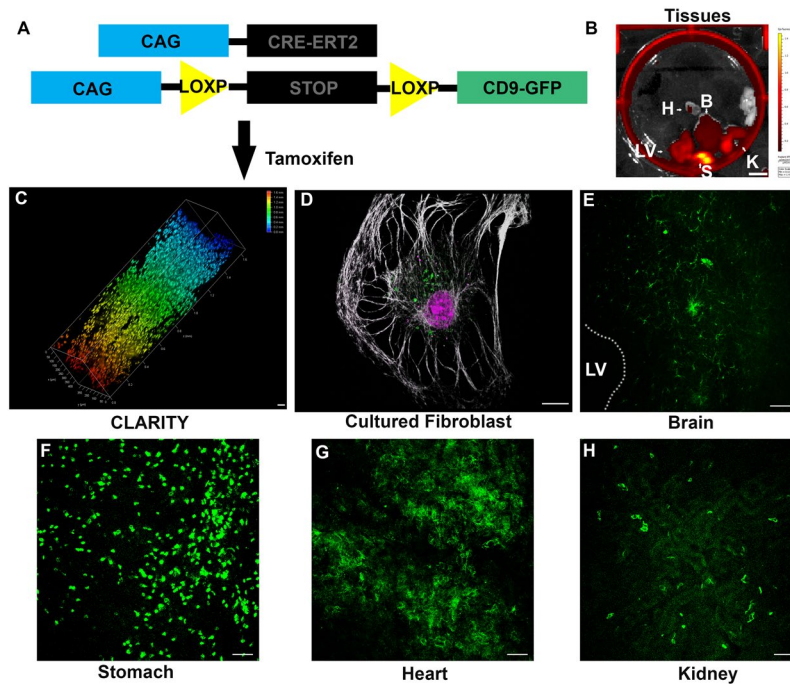 A
CAG
CRE-ERT2
CAG
LOXP
STOP
LOXP
CD9-GFP
Tamoxifen
B
Tissues
H
B
LV
S
K
C
CLARITY
D
Cultured Fibroblast
E
LV
Brain
F
Stomach
G
Heart
H
Kidney